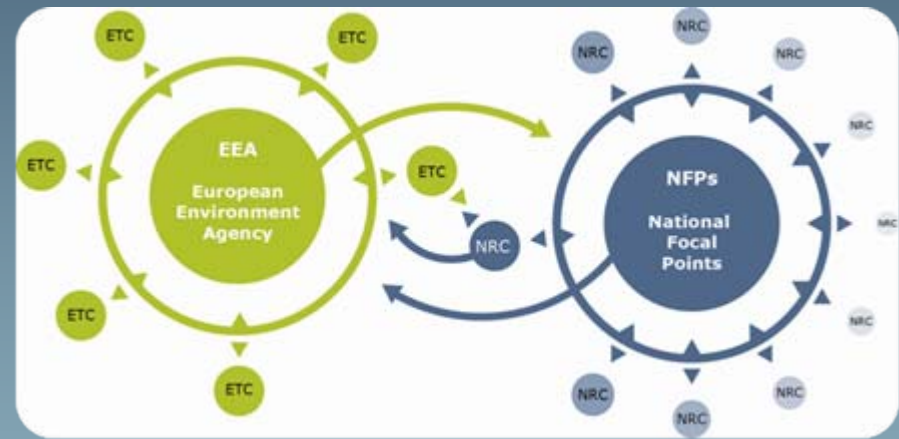 ETC
ETC
ETC
ETC
ETC
ETC
EEA
European
Environment
Agency
NRC
NRC
NRC
NRC
NRC
NRC
NRC
NRC
NRC
NRC
NFPs
National
Focal
Points